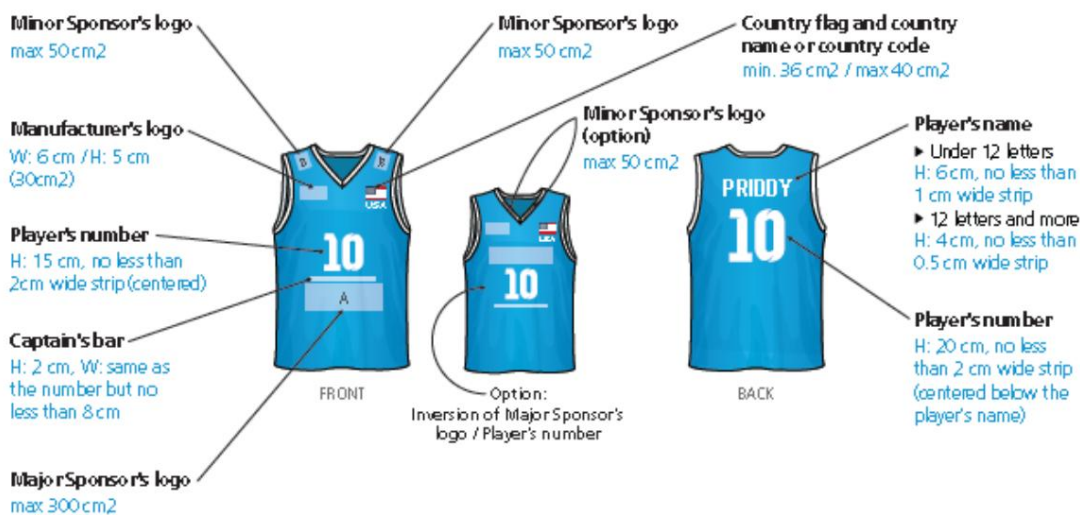 Minor Sponsor's logo
max 50 cm2
Minor Sponsor's logo
max 50 cm2
Country flag and country
name or country code
min. 36 cm2 / max 40 cm2
Manufacturer's logo
W: 6 cm / H: 5 cm
(30cm2)
Minor Sponsor's logo
(option)
max 50 cm2
Player's name
▸ Under 12 letters
H: 6 cm, no less than
1 cm wide strip
▸ 12 letters and more
H: 4 cm, no less than
0.5 cm wide strip
Player's number
H: 15 cm, no less than
2cm wide strip (centered)
B
USA
10
A
USA
10
PRIDDY
10
Captain's bar
H: 2 cm, W: same as
the number but no
less than 8 cm
Player's number
H: 20 cm, no less
than 2 cm wide strip
(centered below the
player's name)
FRONT
Option:
Inversion of Major Sponsor's
logo / Player's number
BACK
Major Sponsor's logo
max 300 cm2